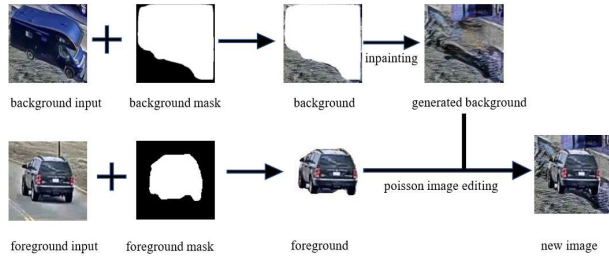 inpainting
background input
background mask
background
generated background
poisson image editing
foreground input
foreground mask
foreground
new image